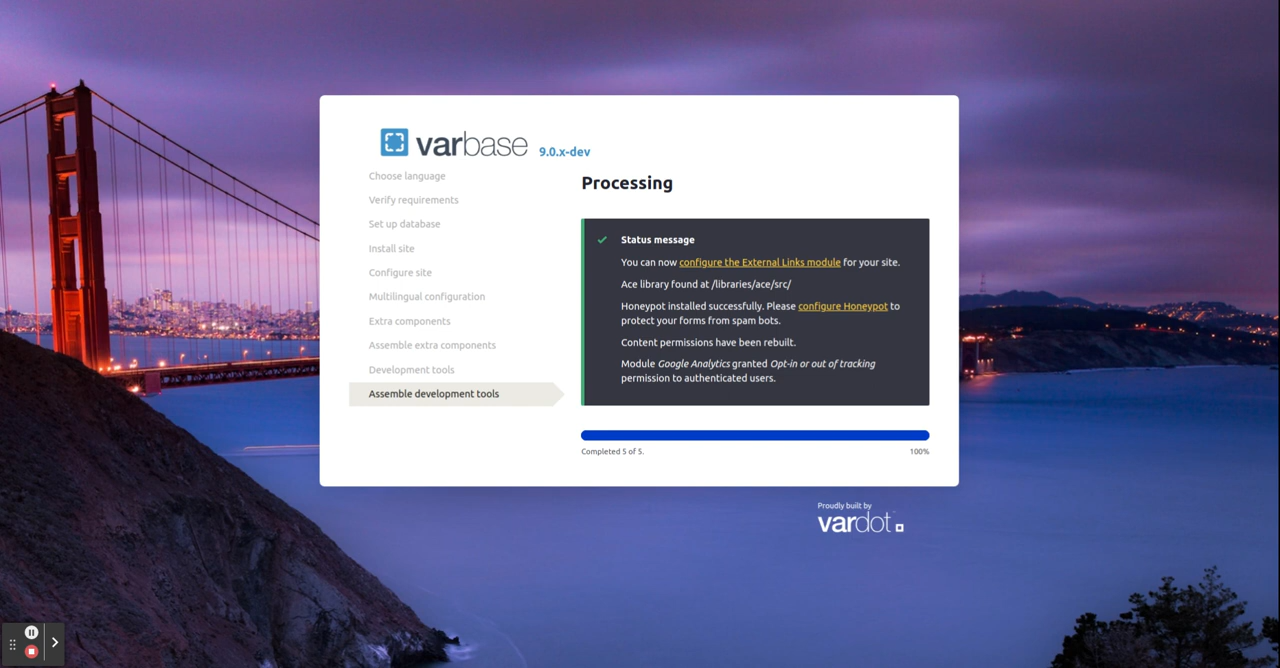 varbase 9.0.x-dev
Choose language
Verify requirements
Set up database
Install site
Configure site
Multilingual configuration
Extra components
Assemble extra components
Development tools
Assemble development tools
Processing
Status message
You can now configure the External Links module for your site.
Ace library found at /libraries/ace/src/
Honeypot installed successfully. Please configure Honeypot to
protect your forms from spam bots.
Content permissions have been rebuilt.
Module Google Analytics granted Opt-in or out of tracking
permission to authenticated users.
Completed 5 of 5.
100%
Proudly built by
vardot